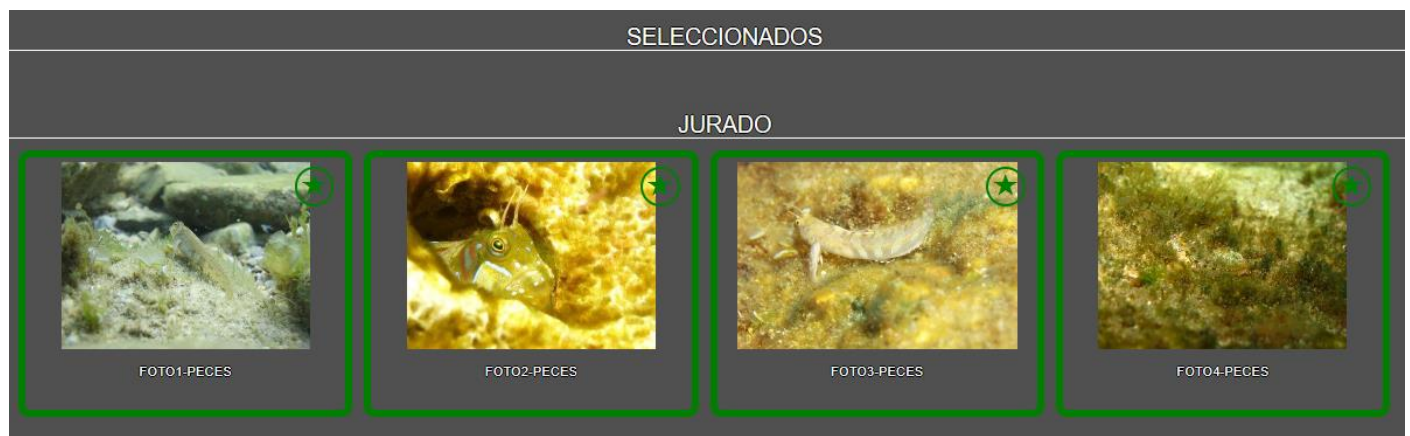 SELECCIONADOS
JURADO
FOTO1-PECES
FOTO2-PECES
FOTO3-PECES
FOTO4-PECES